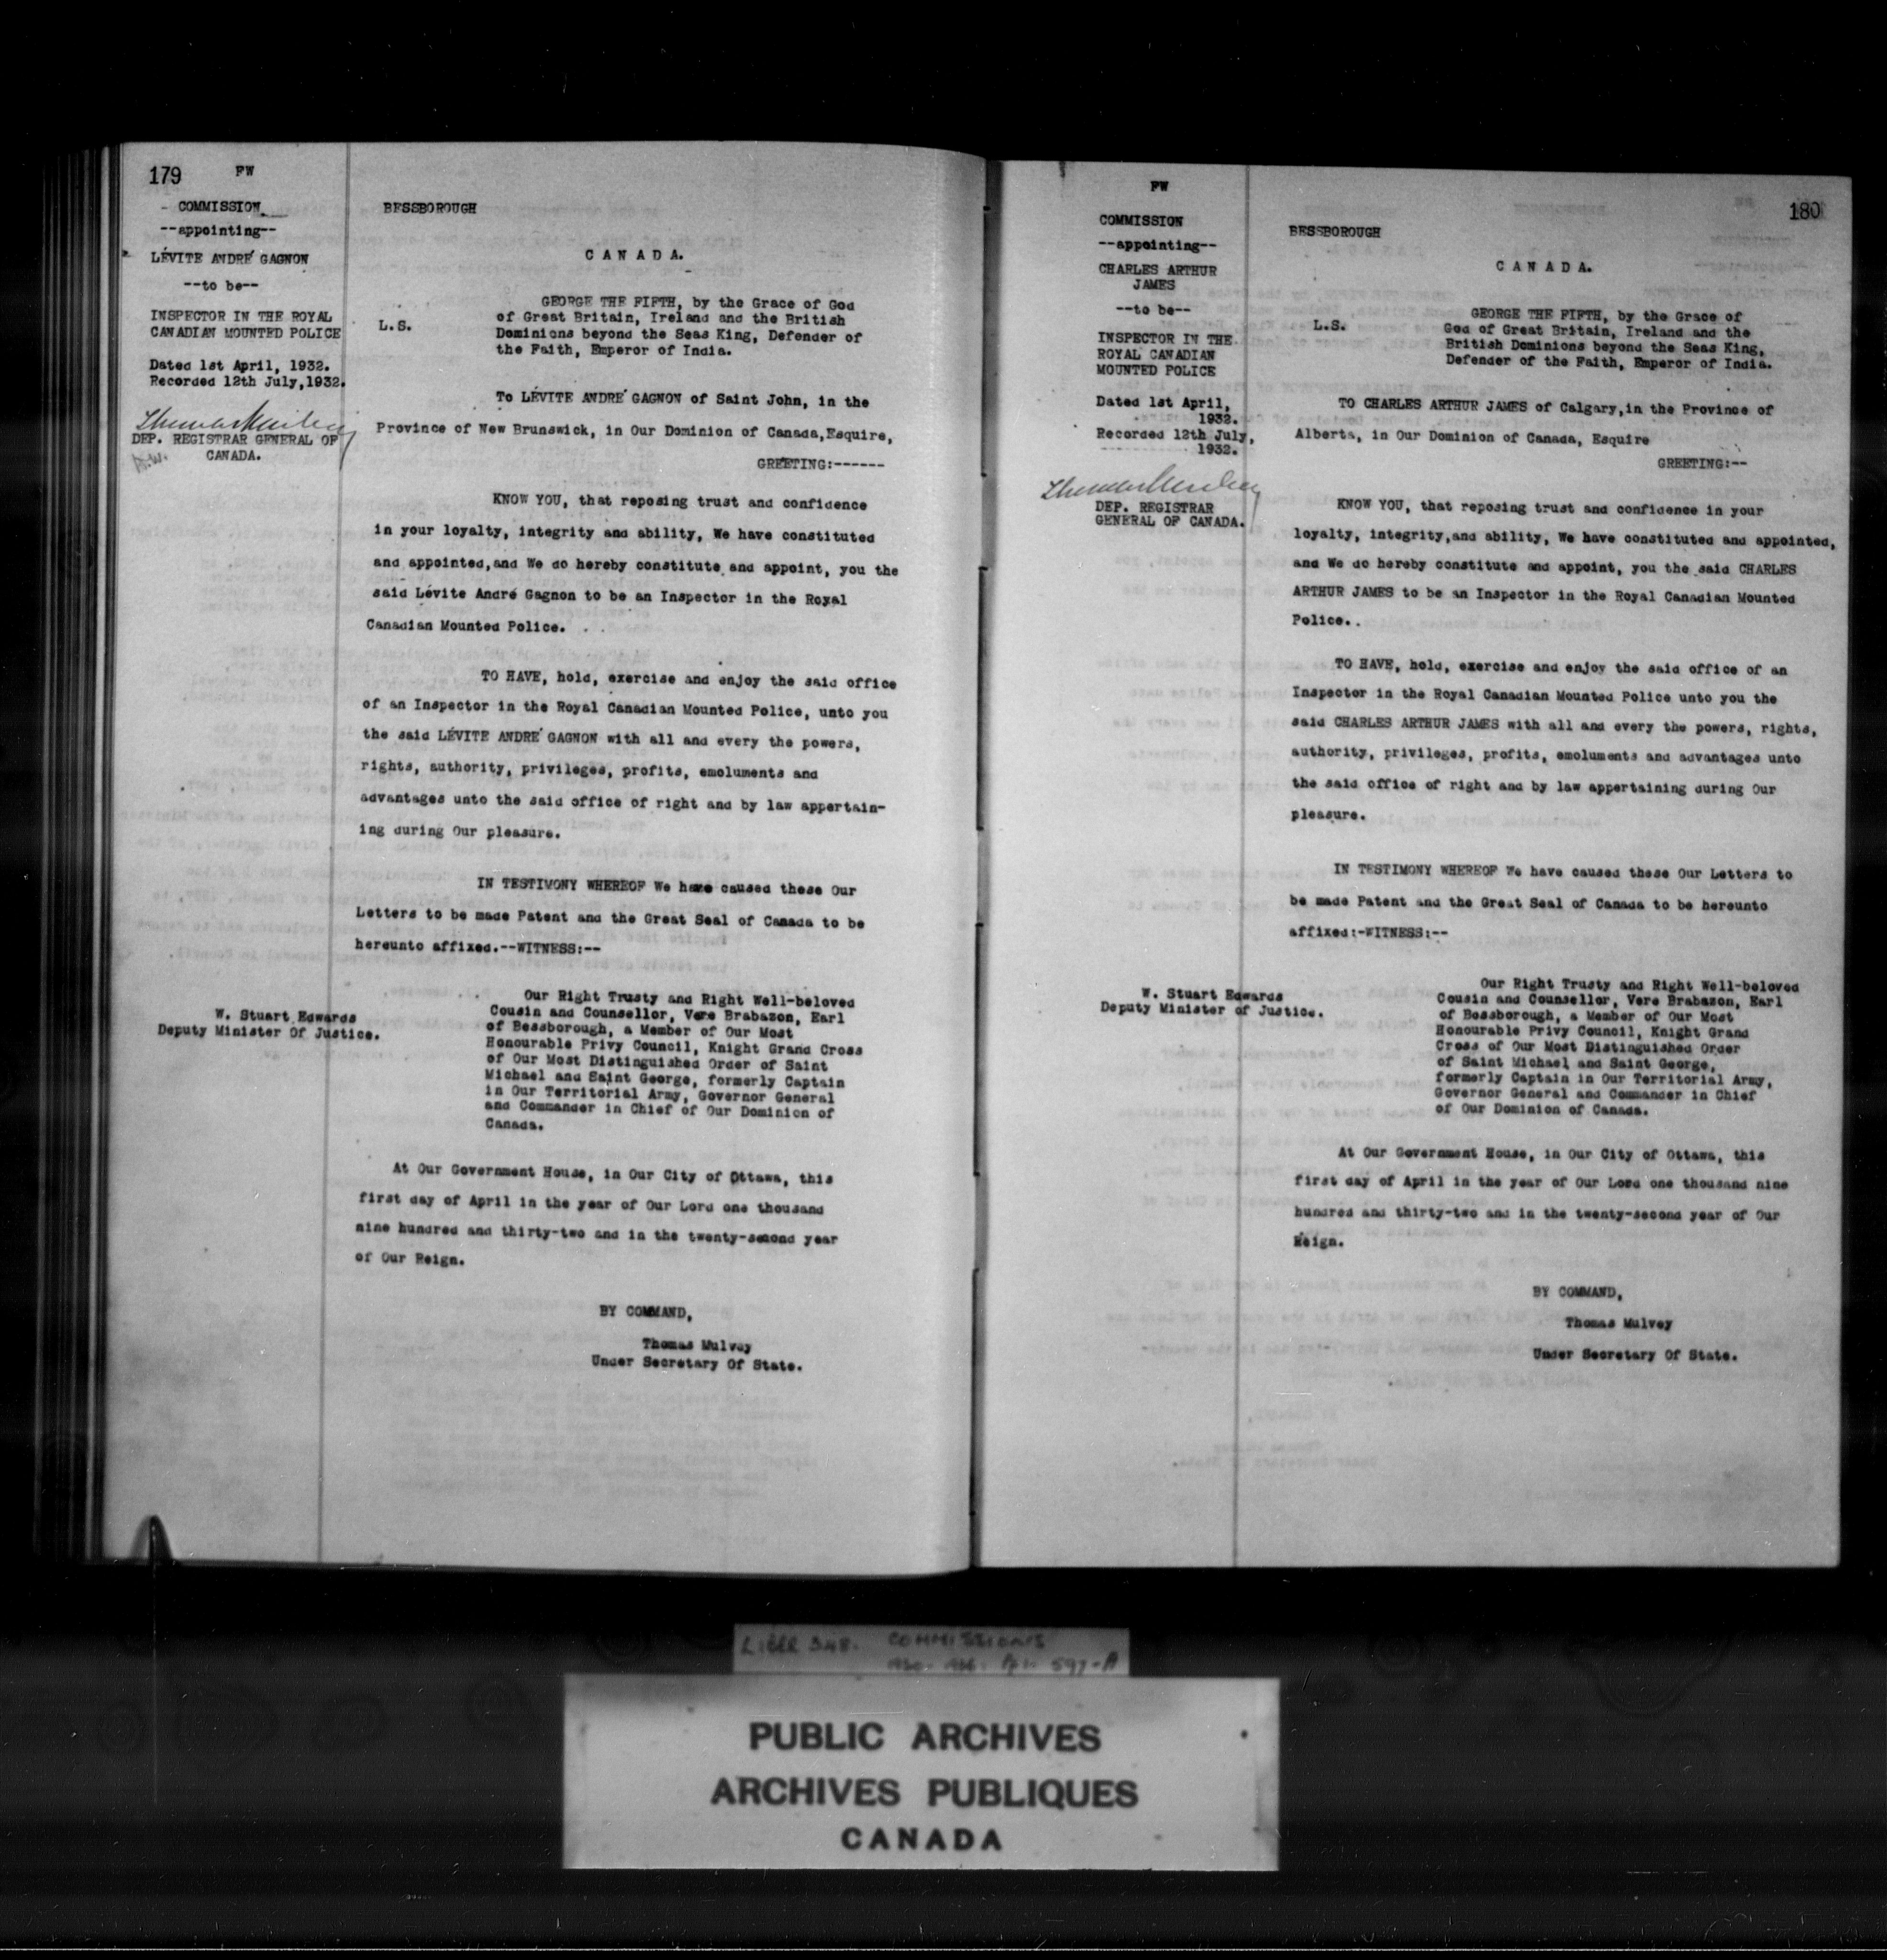 179
FW
COMMISSION
--appointing--
LÉVITE ANDRÉ GAGNON
--to be--
INSPECTOR IN THE ROYAL
CANADIAN MOUNTED POLICE
Dated 1st April, 1932.
Recorded 12th July,1932.
Thomas Mulvey
DEP. REGISTRAR GENERAL OF
CANADA.
BESSBOROUGH
C A N A D A.
L.S.
GEORGE THE FIFTH, by the Grace of God
of Great Britain, Ireland and the British
Dominions beyond the Seas King, Defender of
the Faith, Emperor of India.
To LÉVITE ANDRÉ GAGNON of Saint John, in the
Province of New Brunswick, in Our Dominion of Canada,Esquire,
GREETING:------
KNOW YOU, that reposing trust and confidence
in your loyalty, integrity and ability, We have constituted
and appointed,and We do hereby constitute and appoint, you the
said Lévite André Gagnon to be an Inspector in the Royal
Canadian Mounted Police.
TO HAVE, hold, exercise and enjoy the said office
of an Inspector in the Royal Canadian Mounted Police, unto you
the said LÉVITE ANDRÉ GAGNON with all and every the powers,
rights, authority, privileges, profits, emoluments and
advantages unto the said office of right and by law appertain-
ing during Our pleasure.
IN TESTIMONY WHEREOF We have caused these Our
Letters to be made Patent and the Great Seal of Canada to be
hereunto affixed.--WITNESS:--
W. Stuart Edwards
Deputy Minister Of Justice.
Our Right Trusty and Right Well-beloved
Cousin and Counsellor, Vere Brabazon, Earl
of Bessborough, a Member of Our Most
Honourable Privy Council, Knight Grand Cross
of Our Most Distinguished Order of Saint
Michael and Saint George, formerly Captain
in Our Territorial Army, Governor General
and Commander in Chief of Our Dominion of
Canada.
At Our Government House, in Our City of Ottawa, this
first day of April in the year of Our Lord one thousand
nine hundred and thirty-two and in the twenty-second year
of Our Reign.
BY COMMAND,
Thomas Mulvey
Under Secretary Of State.
180
FW
COMMISSION
--appointing--
CHARLES ARTHUR
JAMES
--to be--
INSPECTOR IN THE
ROYAL CANADIAN
MOUNTED POLICE
Dated 1st April,
1932.
Recorded 12th July,
1932.
Thomas Mulvey
DEP. REGISTRAR
GENERAL OF CANADA.
BESSBOROUGH
C A N A D A.
L.S.
GEORGE THE FIFTH, by the Grace of
God of Great Britain, Ireland and the
British Dominions beyond the Seas King,
Defender of the Faith, Emperor of India.
TO CHARLES ARTHUR JAMES of Calgary,in the Province of
Alberta, in Our Dominion of Canada, Esquire
GREETING:--
KNOW YOU, that reposing trust and confidence in your
loyalty, integrity,and ability, We have constituted and appointed,
and We do hereby constitute and appoint, you the said CHARLES
ARTHUR JAMES to be an Inspector in the Royal Canadian Mounted
Police.
TO HAVE, hold, exercise and enjoy the said office of an
Inspector in the Royal Canadian Mounted Police unto you the
said CHARLES ARTHUR JAMES with all and every the powers, rights,
authority, privileges, profits, emoluments and advantages unto
the said office of right and by law appertaining during Our
pleasure.
IN TESTIMONY WHEREOF We have caused these Our Letters to
be made Patent and the Great Seal of Canada to be hereunto
affixed:-WITNESS:--
W. Stuart Edwards
Deputy Minister of Justice.
Our Right Trusty and Right Well-beloved
Cousin and Counsellor, Vere Brabazon, Earl
of Bessborough, a Member of Our Most
Honourable Privy Council, Knight Grand
Cross of Our Most Distinguished Order
of Saint Michael and Saint George,
formerly Captain in Our Territorial Army,
Governor General and Commander in Chief
of Our Dominion of Canada.
At Our Government House, in Our City of Ottawa, this
first day of April in the year of Our Lord one thousand nine
hundred and thirty-two and in the twenty-second year of Our
Reign.
BY COMMAND,
Thomas Mulvey
Under Secretary Of State.
LIBER 348. COMMISSIONS
597-A
PUBLIC ARCHIVES
ARCHIVES PUBLIQUES
CANADA